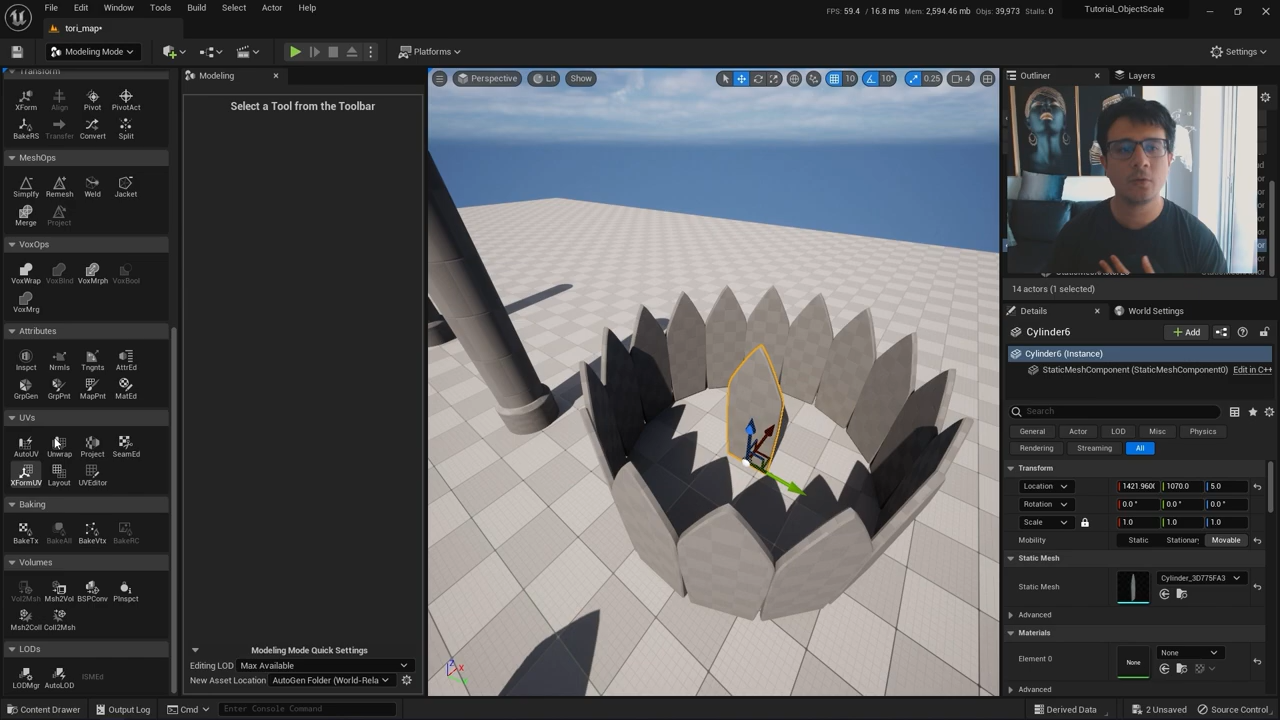 File Edit Window Tools Build Select Actor Help
FPS: 59.4 / 16.8 ms Mem: 2,594.46 mb Objs: 39,973 Stalls: 0
Tutorial_ObjectScale
tori_map•
Modeling Mode
Platforms
Settings
Transform
XForm Align Pivot PivotAct
BakeRS Transfer Convert Split
MeshOps
Simplfy Remesh Weld Jacket
Merge Project
VoxOps
VoxWrap VoxBlnd VoxMrph VoxBool
VoxMrg
Attributes
Inspct Nrmls Tngnts AttrEd
GrpGen GrpPnt MapPnt MatEd
UVs
AutoUV Unwrap Project SeamEd
XFormUV Layout UVEditor
Baking
BakeTx BakeAll BakeVtx BakeRC
Volumes
Vol2Msh Msh2Vol BSPConv PInspct
Msh2Coll Coll2Msh
LODs
LODMgr AutoLOD ISMEd
Modeling
Select a Tool from the Toolbar
Modeling Mode Quick Settings
Editing LOD Max Available
New Asset Location AutoGen Folder (World-Rela
Perspective Lit Show
10 10° 0.25 4
Outliner Layers
14 actors (1 selected)
Details World Settings
Cylinder6
Add
Cylinder6 (Instance)
StaticMeshComponent (StaticMeshComponent0) Edit in C++
Search
General Actor LOD Misc Physics
Rendering Streaming All
Transform
Location 1421.960 1070.0 5.0
Rotation 0.0 ° 0.0 ° 0.0 °
Scale 1.0 1.0 1.0
Mobility Static Stationary Movable
Static Mesh
Static Mesh Cylinder_3D775FA3
Advanced
Materials
Element 0 None None
Advanced
Content Drawer Output Log Cmd Enter Console Command
Derived Data 2 Unsaved Source Control